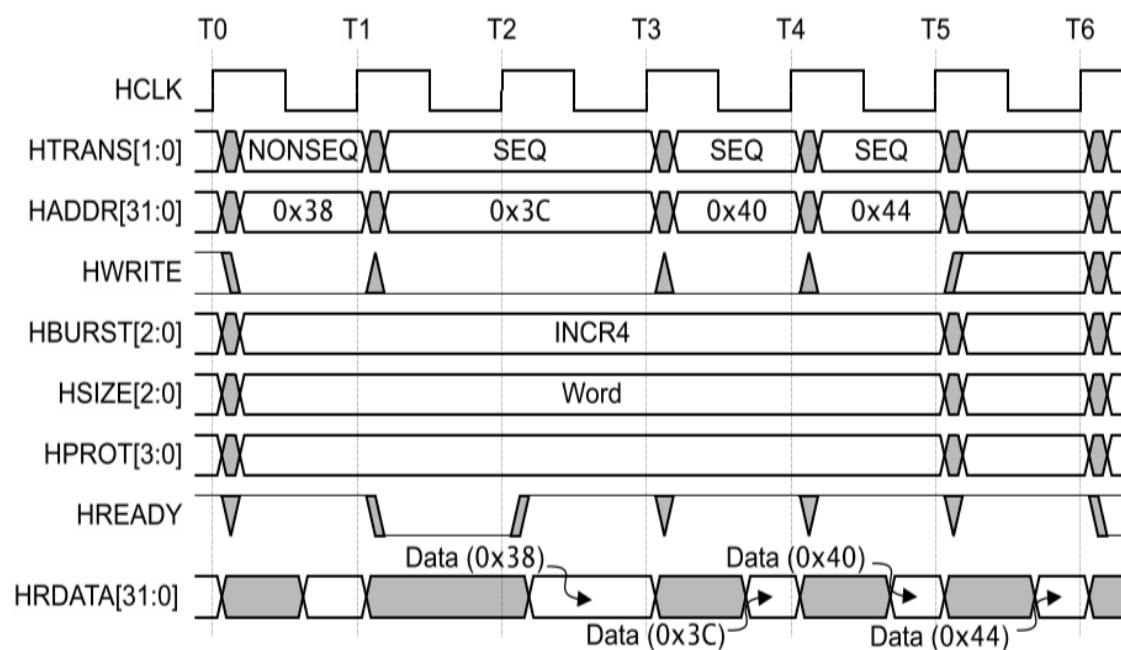 T0 T1 T2 T3 T4 T5 T6
HCLK
HTRANS[1:0] NONSEQ SEQ SEQ SEQ
HADDR[31:0] 0x38 0x3C 0x40 0x44
HWRITE
HBURST[2:0] INCR4
HSIZE[2:0] Word
HPROT[3:0]
HREADY
Data (0x38) Data (0x40)
HRDATA[31:0]
Data (0x3C) Data (0x44)